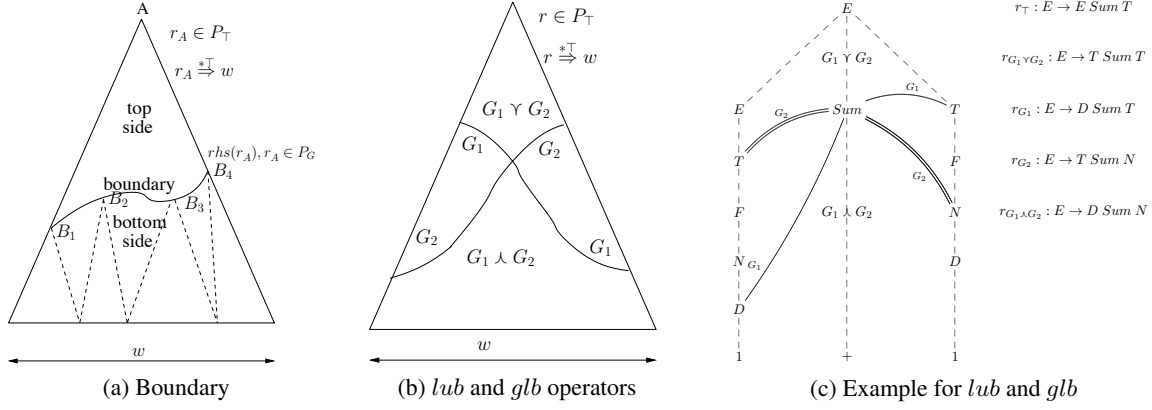 A
r_A ∈ P_⊤
r_A ⇒^{*⊤} w
top
side
rhs(r_A), r_A ∈ P_G
B_4
boundary
B_2
B_3
B_1
bottom
side
w
(a) Boundary
r ∈ P_⊤
r ⇒^{*⊤} w
G_1 ⋎ G_2
G_1
G_2
G_2
G_1
G_1 ⋏ G_2
w
(b) lub and glb operators
E
G_1 ⋎ G_2
G_1
E
Sum
T
G_2
T
F
G_2
F
G_1 ⋏ G_2
N
N
G_1
D
D
1
+
1
r_⊤ : E → E Sum T
r_{G_1⋎G_2} : E → T Sum T
r_{G_1} : E → D Sum T
r_{G_2} : E → T Sum N
r_{G_1⋏G_2} : E → D Sum N
(c) Example for lub and glb